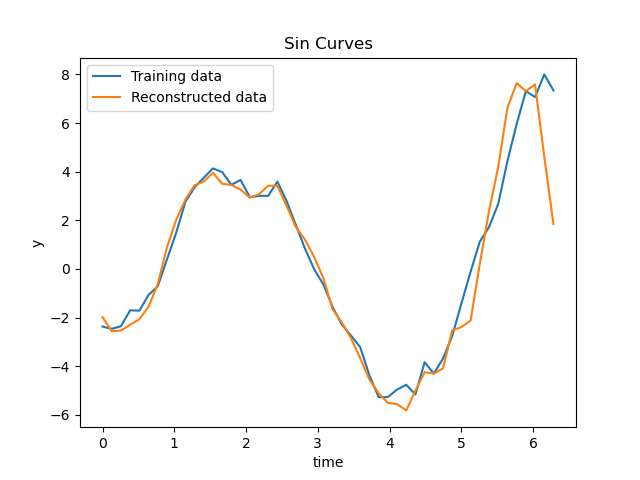 Sin Curves
Training data
Reconstructed data
8
6
4
2
0
−2
−4
−6
y
0 1 2 3 4 5 6
time